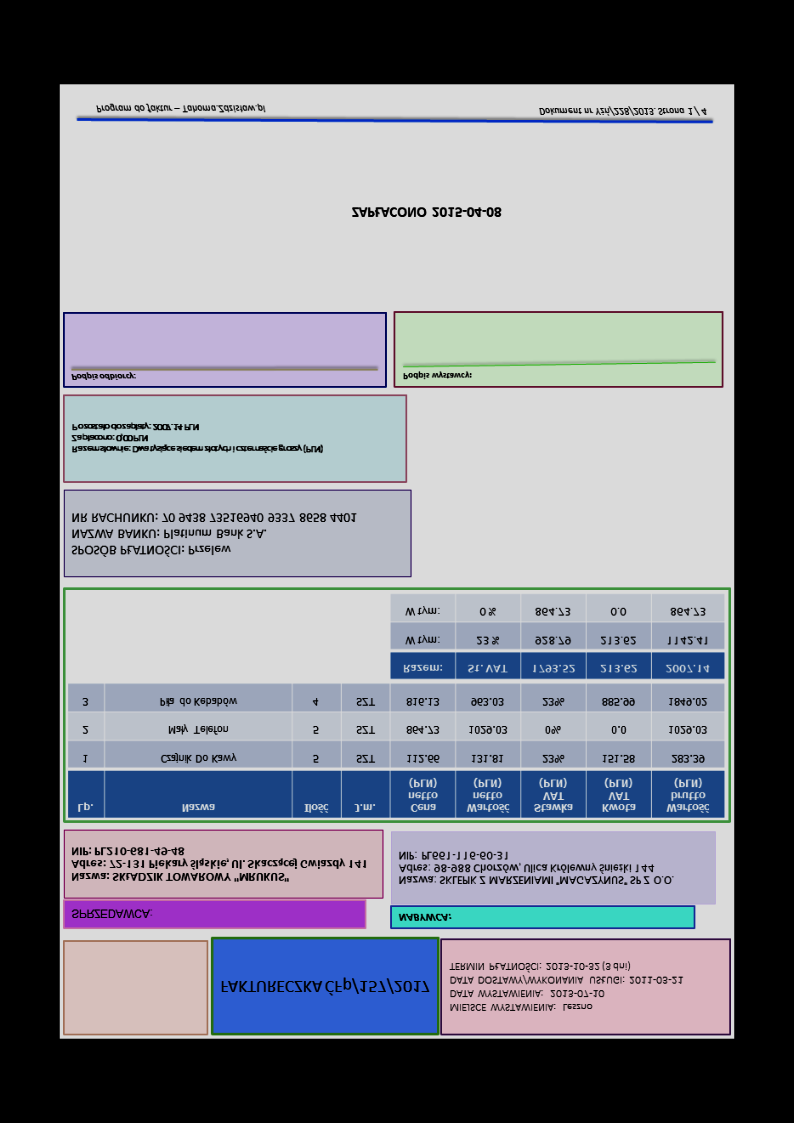 FAKTURECZKA ČFp/157/2017
MIEJSCE WYSTAWIENIA: Leszno
DATA WYSTAWIENIA: 2013-07-10
DATA DOSTAWY/WYKONANIA USŁUGI: 2011-03-21
TERMIN PŁATNOŚCI: 2013-10-32 (3 dni)
SPRZEDAWCA:
Nazwa: SKŁADZIK TOWAROWY "MRUKUS"
Adres: 72-131 Piekary Śląskie, Ul. Skaczącej Gwiazdy 141
NIP: PL210-681-49-48
NABYWCA:
Nazwa: SKLEPIK Z MARZENIAMI "MAGAZYNUS" SP Z O.O.
Adres: 98-988 Chorzów, Ulica Królewny Śnieżki 144
NIP: PL661-116-60-31
Lp. Nazwa Ilość J.m. Cena netto (PLN) Wartość netto (PLN) Stawka VAT (PLN) Kwota VAT (PLN) Wartość brutto (PLN)
1 Czajnik Do Kawy 5 SZT 112.66 131.81 23% 151.58 283.39
2 Mały Telefon 5 SZT 864.73 1029.03 0% 0.0 1029.03
3 Piła do Kebabów 4 SZT 816.13 963.03 23% 885.99 1849.02
Razem: St. VAT 1793.52 213.62 2007.14
W tym: 23 % 928.79 213.62 1142.41
W tym: 0 % 864.73 0.0 864.73
SPOSÓB PŁATNOŚCI: Przelew
NAZWA BANKU: Platinum Bank S.A.
NR RACHUNKU: 70 9438 73516940 9337 8658 4401
Razem słownie: Dwa tysiące siedem złotych i czternaście groszy (PLN)
Zapłacono: 0,00 PLN
Pozostało do zapłaty: 2007.14 PLN
Podpis odbiorcy:
Podpis wystawcy:
ZAPŁACONO 2015-04-08
Program do faktur – Tahoma.Zdzislaw.pl
Dokument nr YźŃ/228/2013. Strona 1 / 4